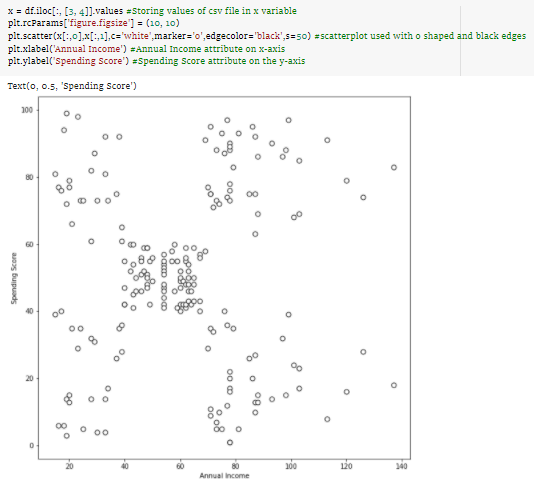 x = df.iloc[:, [3, 4]].values #Storing values of csv file in x variable
plt.rcParams['figure.figsize'] = (10, 10)
plt.scatter(x[:,0],x[:,1],c='white',marker='o',edgecolor='black',s=50) #scatterplot used with o shaped and black edges
plt.xlabel('Annual Income') #Annual Income attribute on x-axis
plt.ylabel('Spending Score') #Spending Score attribute on the y-axis
Text(0, 0.5, 'Spending Score')
100
80
60
40
20
0
Spending Score
20 40 60 80 100 120 140
Annual Income